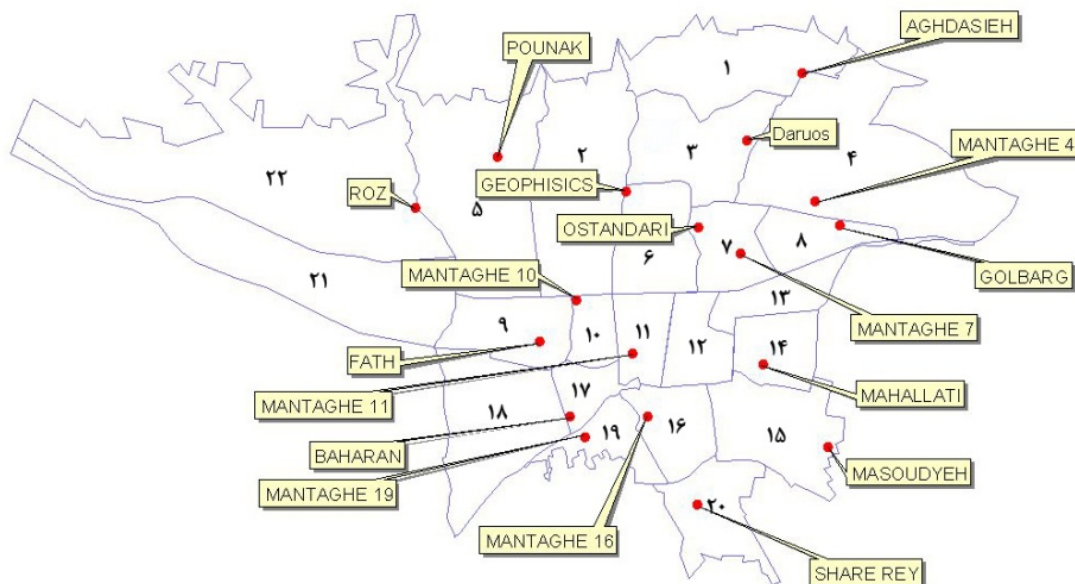 AGHDASIEH
POUNAK
۱
Daruos
۲
۳
۴
MANTAGHE 4
۲۲
ROZ
GEOPHISICS
۵
OSTANDARI
۷
۸
۶
GOLBARG
۲۱
MANTAGHE 10
۱۳
MANTAGHE 7
۹
۱۰
۱۱
۱۲
۱۴
FATH
MANTAGHE 11
MAHALLATI
۱۷
۱۸
۱۹
۱۶
۱۵
BAHARAN
MASOUDYEH
MANTAGHE 19
۲۰
MANTAGHE 16
SHARE REY